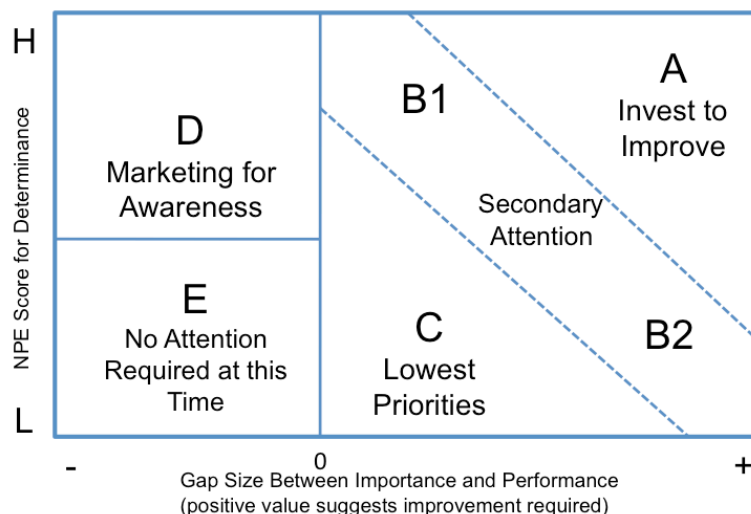 H
NPE Score for Determinance
L
D
Marketing for
Awareness
E
No Attention
Required at this
Time
B1
A
Invest to
Improve
Secondary
Attention
C
Lowest
Priorities
B2
-
0
+
Gap Size Between Importance and Performance
(positive value suggests improvement required)